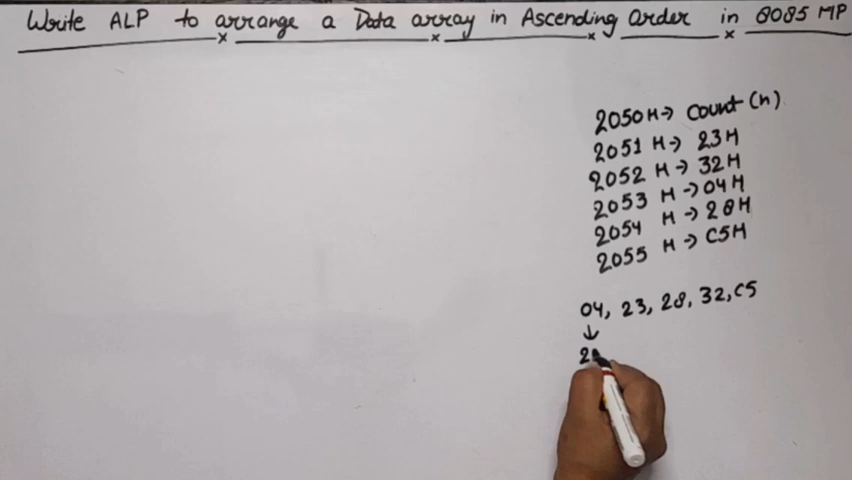 Write ALP to arrange a Data array in Ascending Order in 8085 MP
2050H→ Count (n)
2051 H→ 23H
2052 H→ 32H
2053 H→04H
2054 H→28H
2055 H→C5H
04, 23, 28, 32, C5
↓